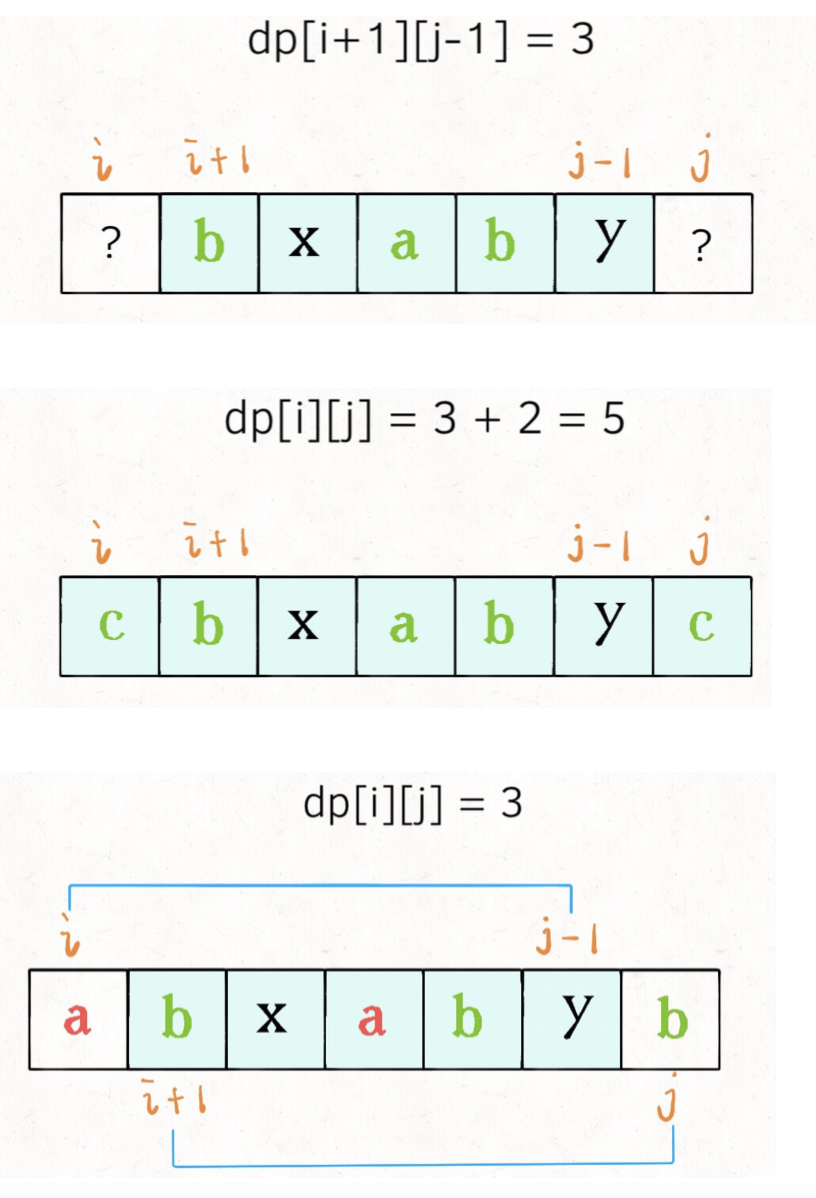 dp[i+1][j-1] = 3
i i+1 j-1 j
? b x a b y ?
dp[i][j] = 3 + 2 = 5
i i+1 j-1 j
c b x a b y c
dp[i][j] = 3
i j-1
a b x a b y b
i+1 j